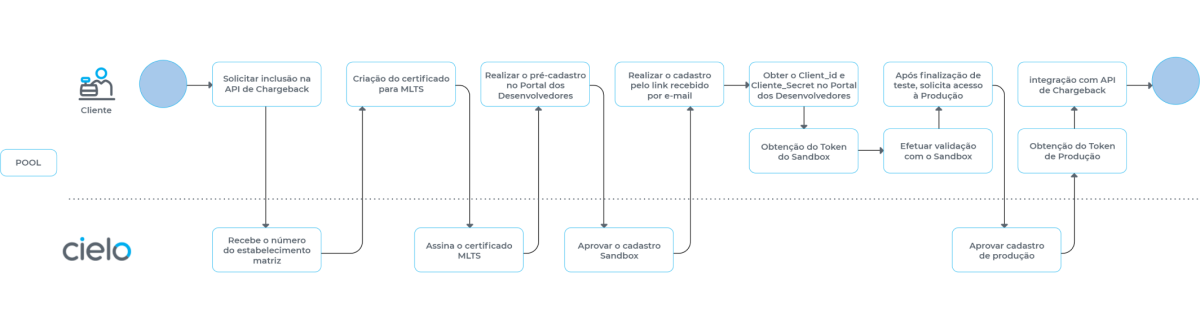 Solicitar inclusão na
API de Chargeback
Criação do certificado
para MLTS
Realizar o pré-cadastro
no Portal dos
Desenvolvedores
Realizar o cadastro
pelo link recebido
por e-mail
Obter o Client_id e
Cliente_Secret no Portal
dos Desenvolvedores
Após finalização de
teste, solicita acesso
à Produção
integração com API
de Chargeback
Cliente
Obtenção do Token
do Sandbox
Efetuar validação
com o Sandbox
Obtenção do Token
de Produção
POOL
cielo
Recebe o número
do estabelecimento
matriz
Assina o certificado
MLTS
Aprovar o cadastro
Sandbox
Aprovar cadastro
de produção